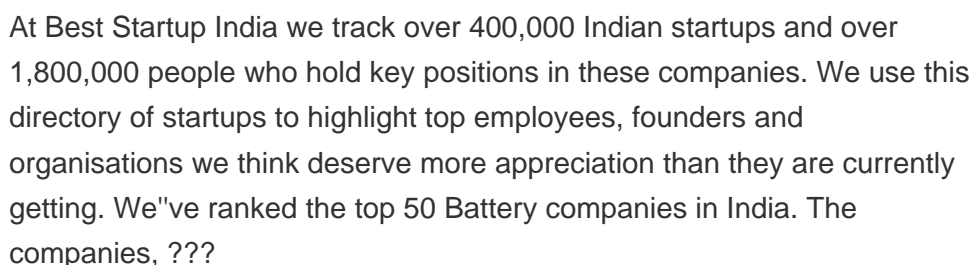 At Best Startup India we track over 400,000 Indian startups and over
1,800,000 people who hold key positions in these companies. We use this
directory of startups to highlight top employees, founders and
organisations we think deserve more appreciation than they are currently
getting. We"ve ranked the top 50 Battery companies in India. The
companies, ???